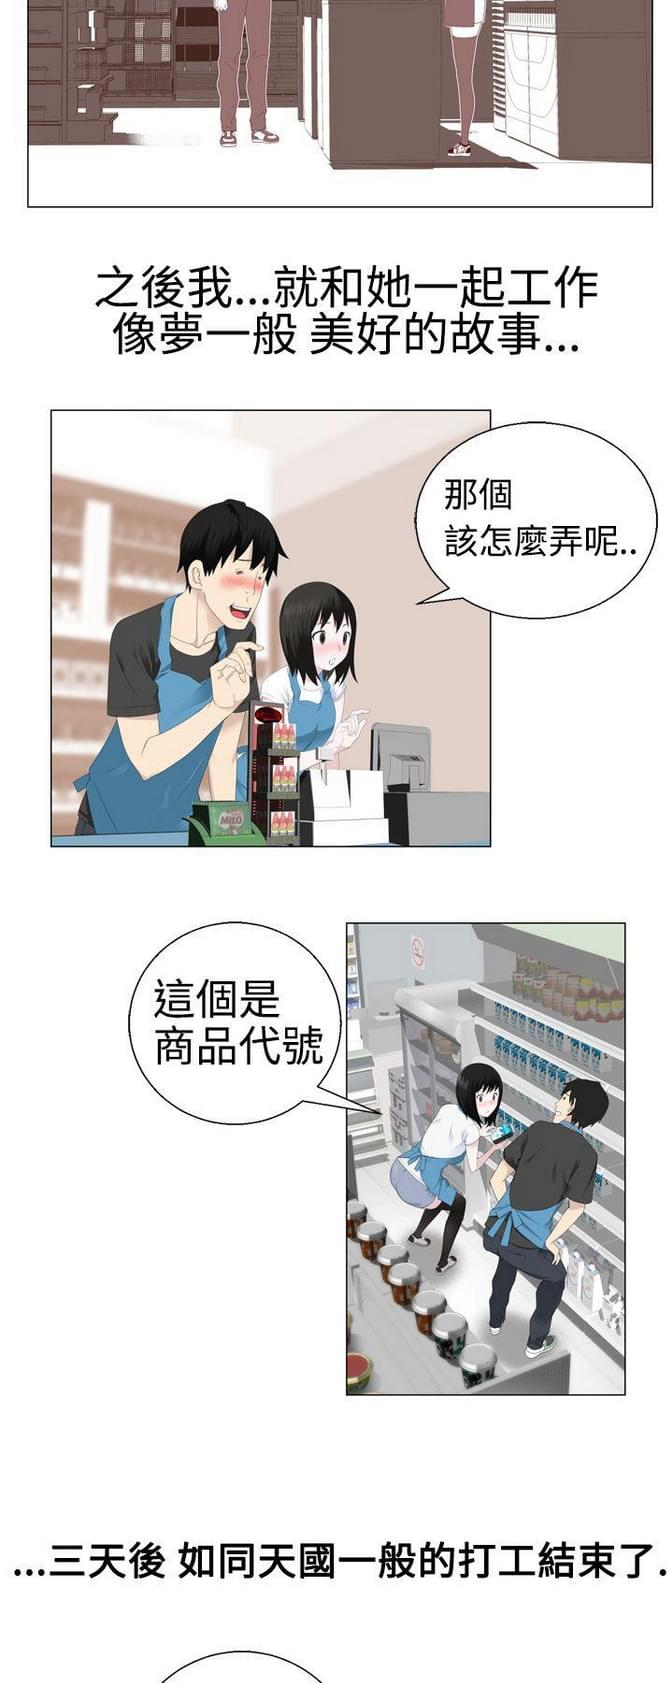 之後我...就和她一起工作
像夢一般 美好的故事...
那個
該怎麼弄呢..
MILO
這個是
商品代號
...三天後 如同天國一般的打工結束了.